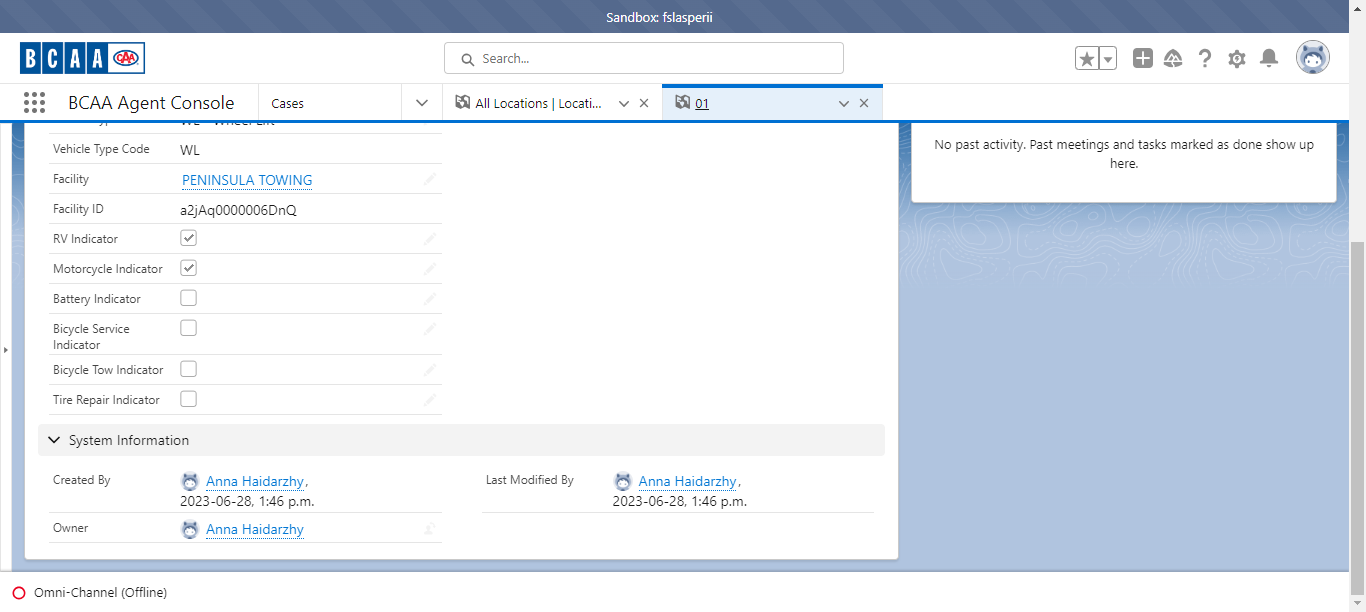 Sandbox: fslasperii
BCAA CAA
Search...
BCAA Agent Console
Cases
All Locations | Locati...
01
WL - Wheel Lift
Vehicle Type Code WL
Facility PENINSULA TOWING
Facility ID a2jAq0000006DnQ
RV Indicator
Motorcycle Indicator
Battery Indicator
Bicycle Service
Indicator
Bicycle Tow Indicator
Tire Repair Indicator
No past activity. Past meetings and tasks marked as done show up
here.
System Information
Created By Anna Haidarzhy,
2023-06-28, 1:46 p.m.
Last Modified By Anna Haidarzhy,
2023-06-28, 1:46 p.m.
Owner Anna Haidarzhy
Omni-Channel (Offline)